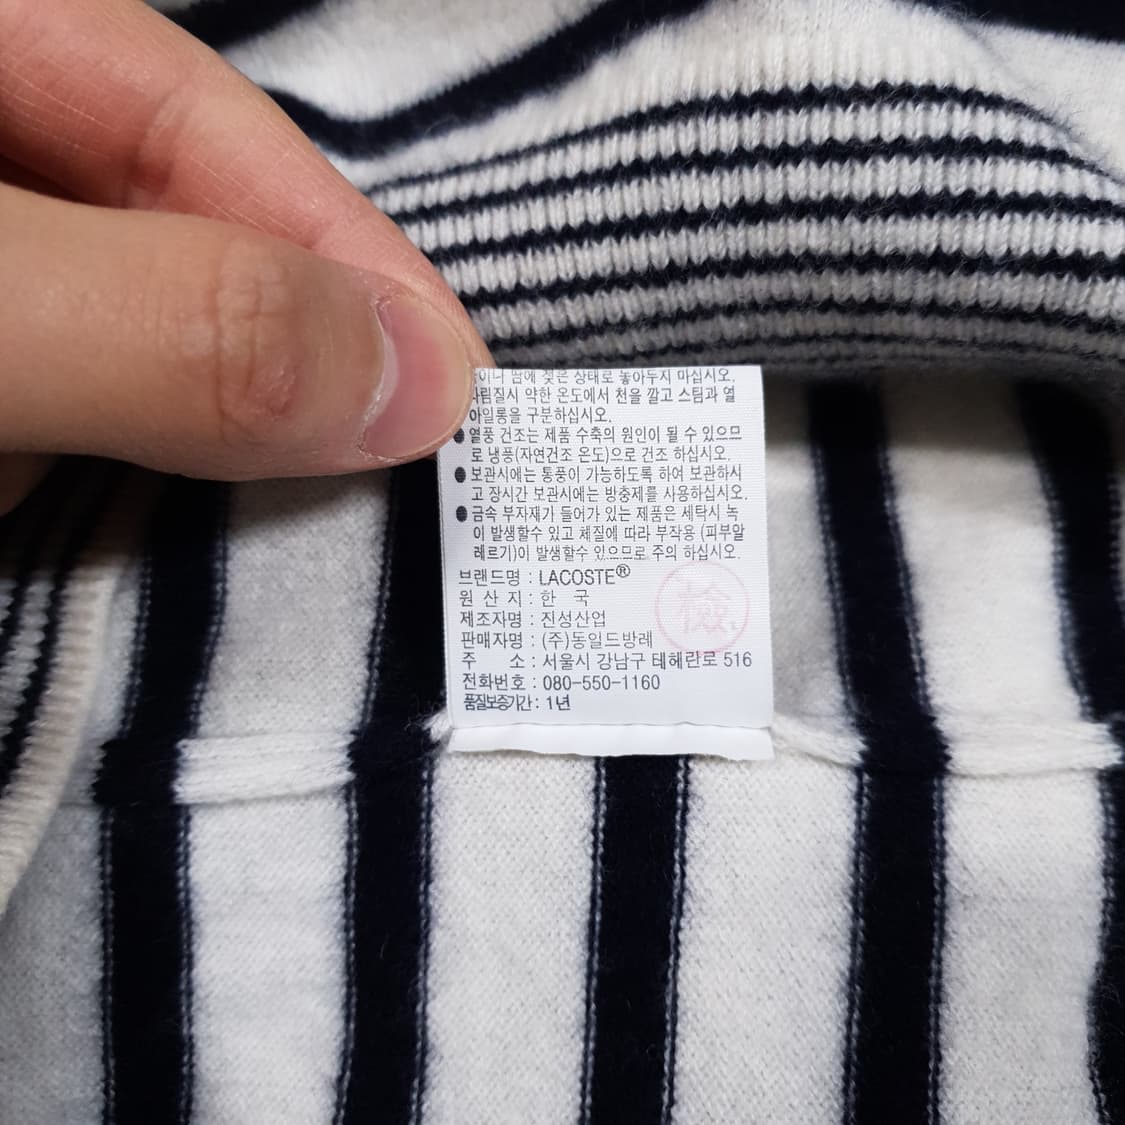 젖은 상태로 놓아두지 마십시오.
다림질시 약한 온도에서 천을 깔고 스팀과 열
아일롱을 구분하십시오.
● 열풍 건조는 제품 수축의 원인이 될 수 있으므
로 냉풍(자연건조 온도)으로 건조 하십시오.
● 보관시에는 통풍이 가능하도록 하여 보관하시
고 장시간 보관시에는 방충제를 사용하십시오.
● 금속 부자재가 들어가 있는 제품은 세탁시 녹
이 발생할수 있고 체질에 따라 부작용 (피부알
레르기)이 발생할수 있으므로 주의 하십시오.
브랜드명 : LACOSTE®
원 산 지 : 한 국
제조자명 : 진성산업
판매자명 : (주)동일드방레
주 소 : 서울시 강남구 테헤란로 516
전화번호 : 080-550-1160
품질보증기간 : 1년
檢